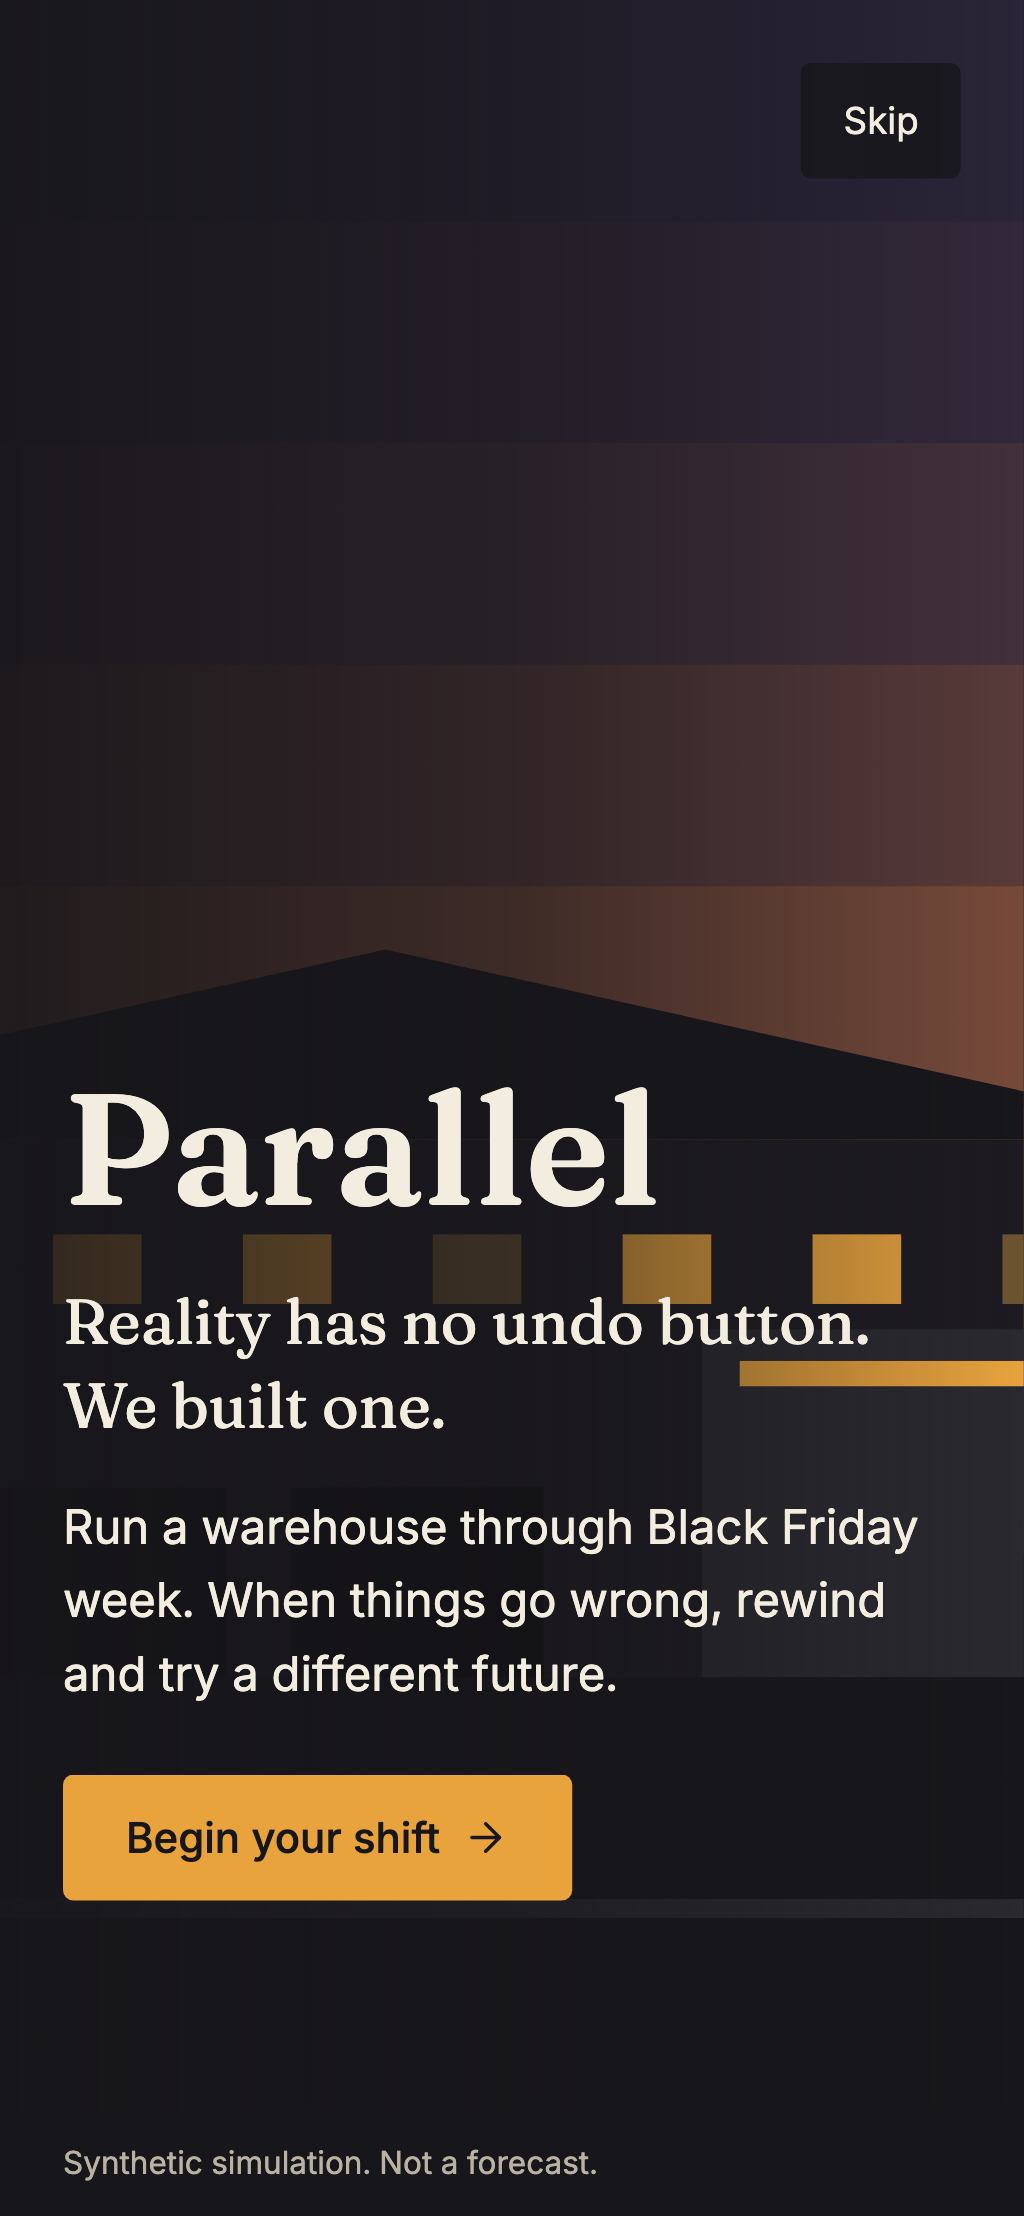 Skip
Parallel
Reality has no undo button.
We built one.
Run a warehouse through Black Friday
week. When things go wrong, rewind
and try a different future.
Begin your shift →
Synthetic simulation. Not a forecast.